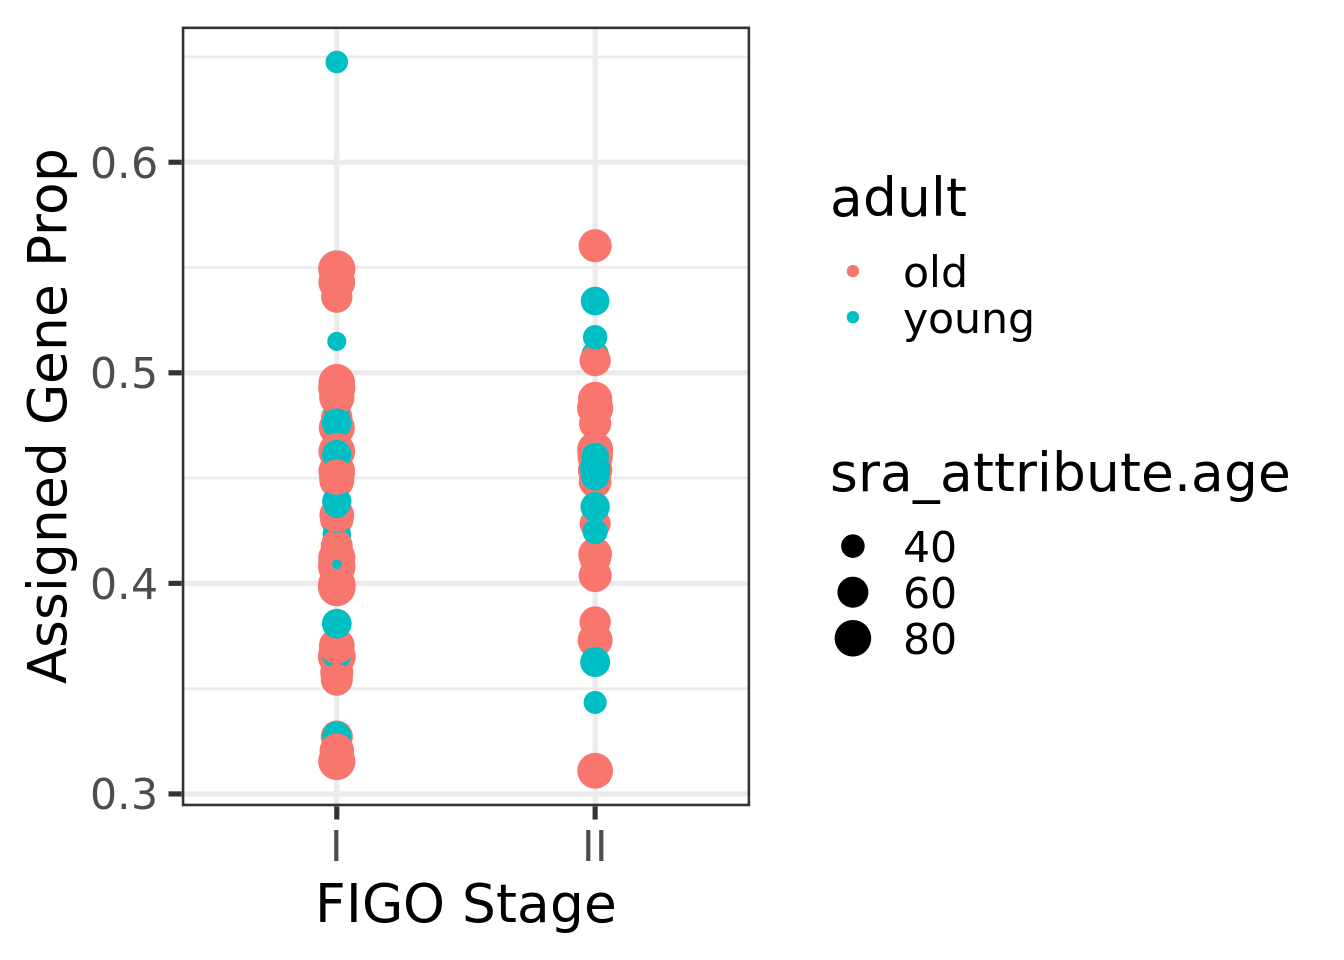 Assigned Gene Prop
0.6
0.5
0.4
0.3
I
II
FIGO Stage
adult
old
young
sra_attribute.age
40
60
80